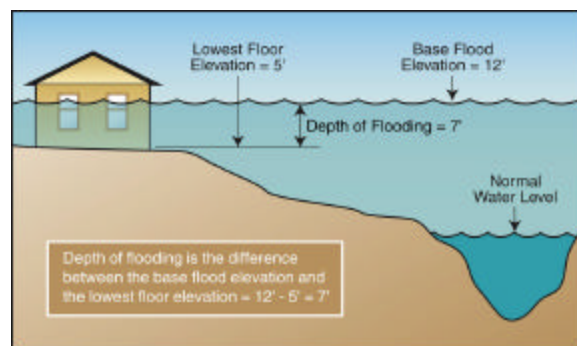 Lowest Floor
Elevation = 5'
Base Flood
Elevation = 12'
Depth of Flooding = 7'
Normal
Water Level
Depth of flooding is the difference
between the base flood elevation and
the lowest floor elevation = 12' - 5' = 7'